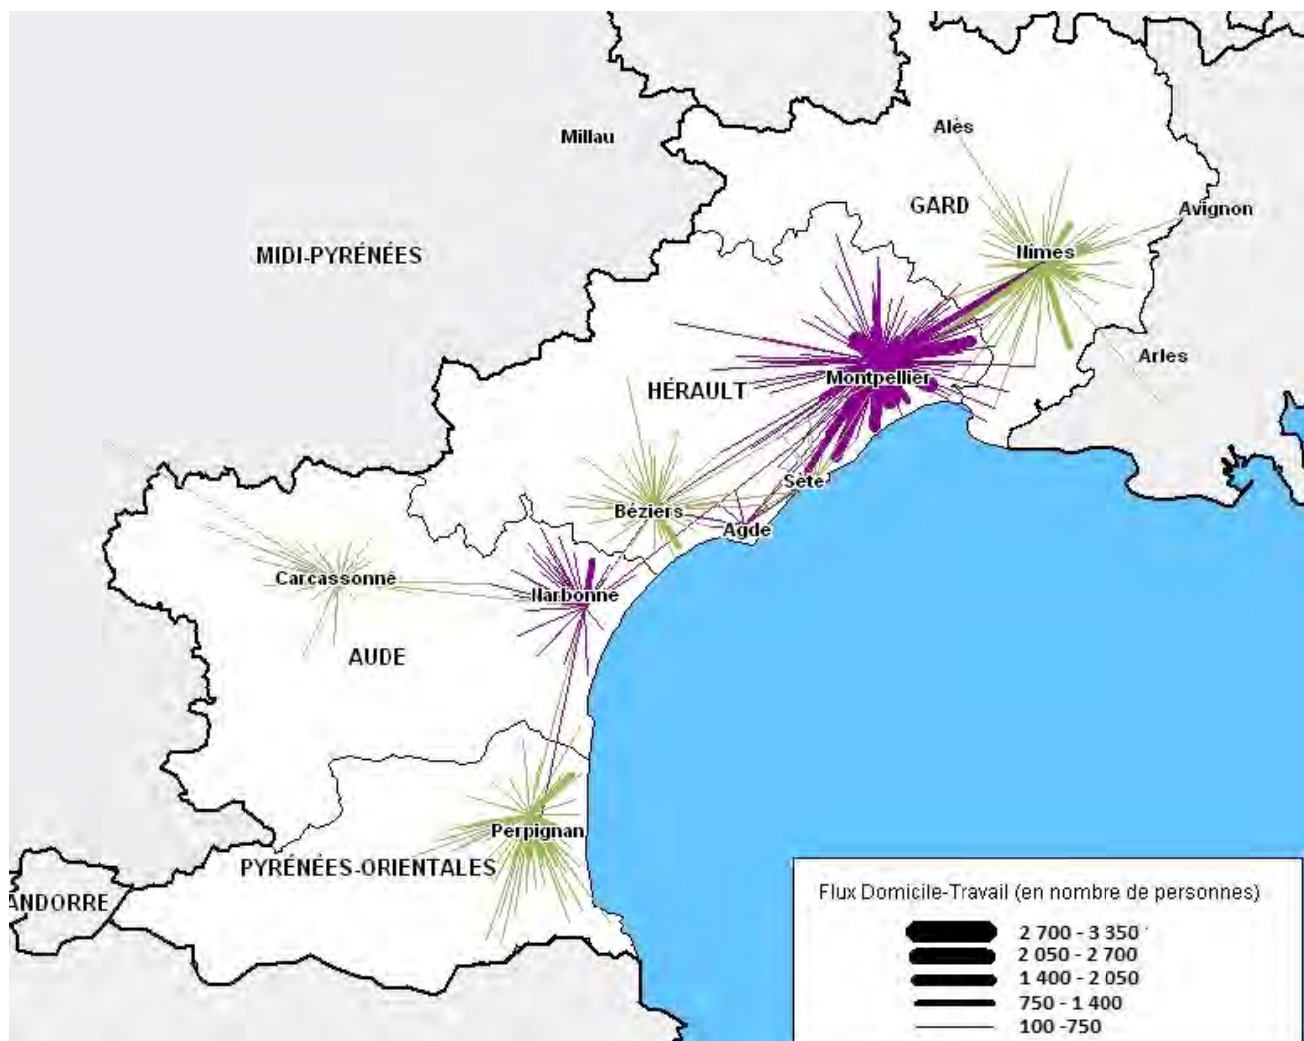 Alès
Millau
GARD
Avignon
MIDI-PYRÉNÉES
Nîmes
Arles
Montpellier
HÉRAULT
Sète
Béziers
Agde
Carcassonne
Narbonne
AUDE
Perpignan
PYRÉNÉES-ORIENTALES
ANDORRE
Flux Domicile-Travail (en nombre de personnes)
2 700 - 3 350
2 050 - 2 700
1 400 - 2 050
750 - 1 400
100 -750